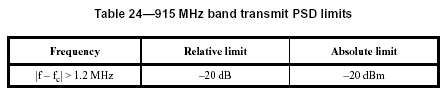 Table 24—915 MHz band transmit PSD limits
Frequency Relative limit Absolute limit
|f – fc| > 1.2 MHz –20 dB –20 dBm